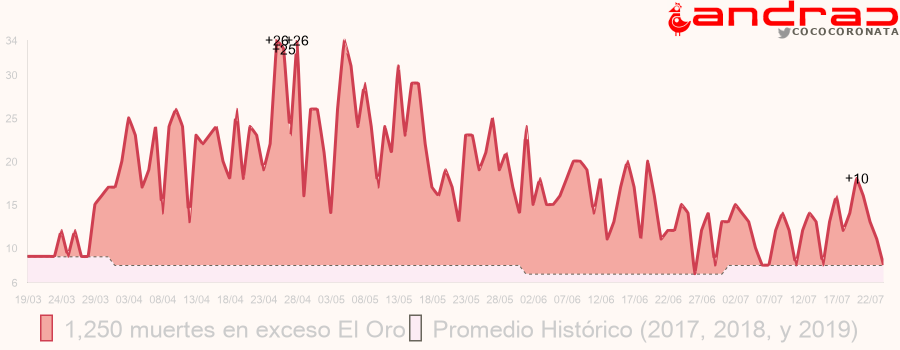 andrab
COCOCORONATA
34
+26
+26
+25
30
25
20
+10
15
10
6
19/03 24/03 29/03 03/04 08/04 13/04 18/04 23/04 28/04 03/05 08/05 13/05 18/05 23/05 28/05 02/06 07/06 12/06 17/06 22/06 27/06 02/07 07/07 12/07 17/07 22/07
1,250 muertes en exceso El Oro Promedio Histórico (2017, 2018, y 2019)